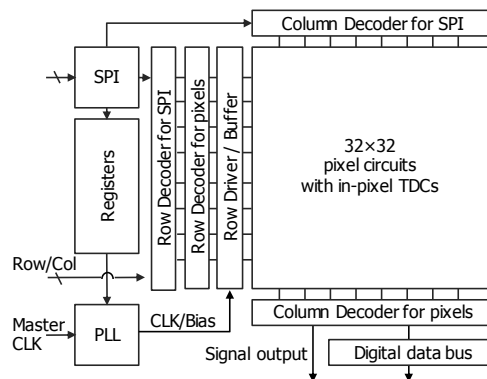 Column Decoder for SPI
SPI
Registers
Row Decoder for SPI
Row Decoder for pixels
Row Driver / Buffer
32×32
pixel circuits
with in-pixel TDCs
Row/Col
Master
CLK
PLL
CLK/Bias
Column Decoder for pixels
Signal output
Digital data bus